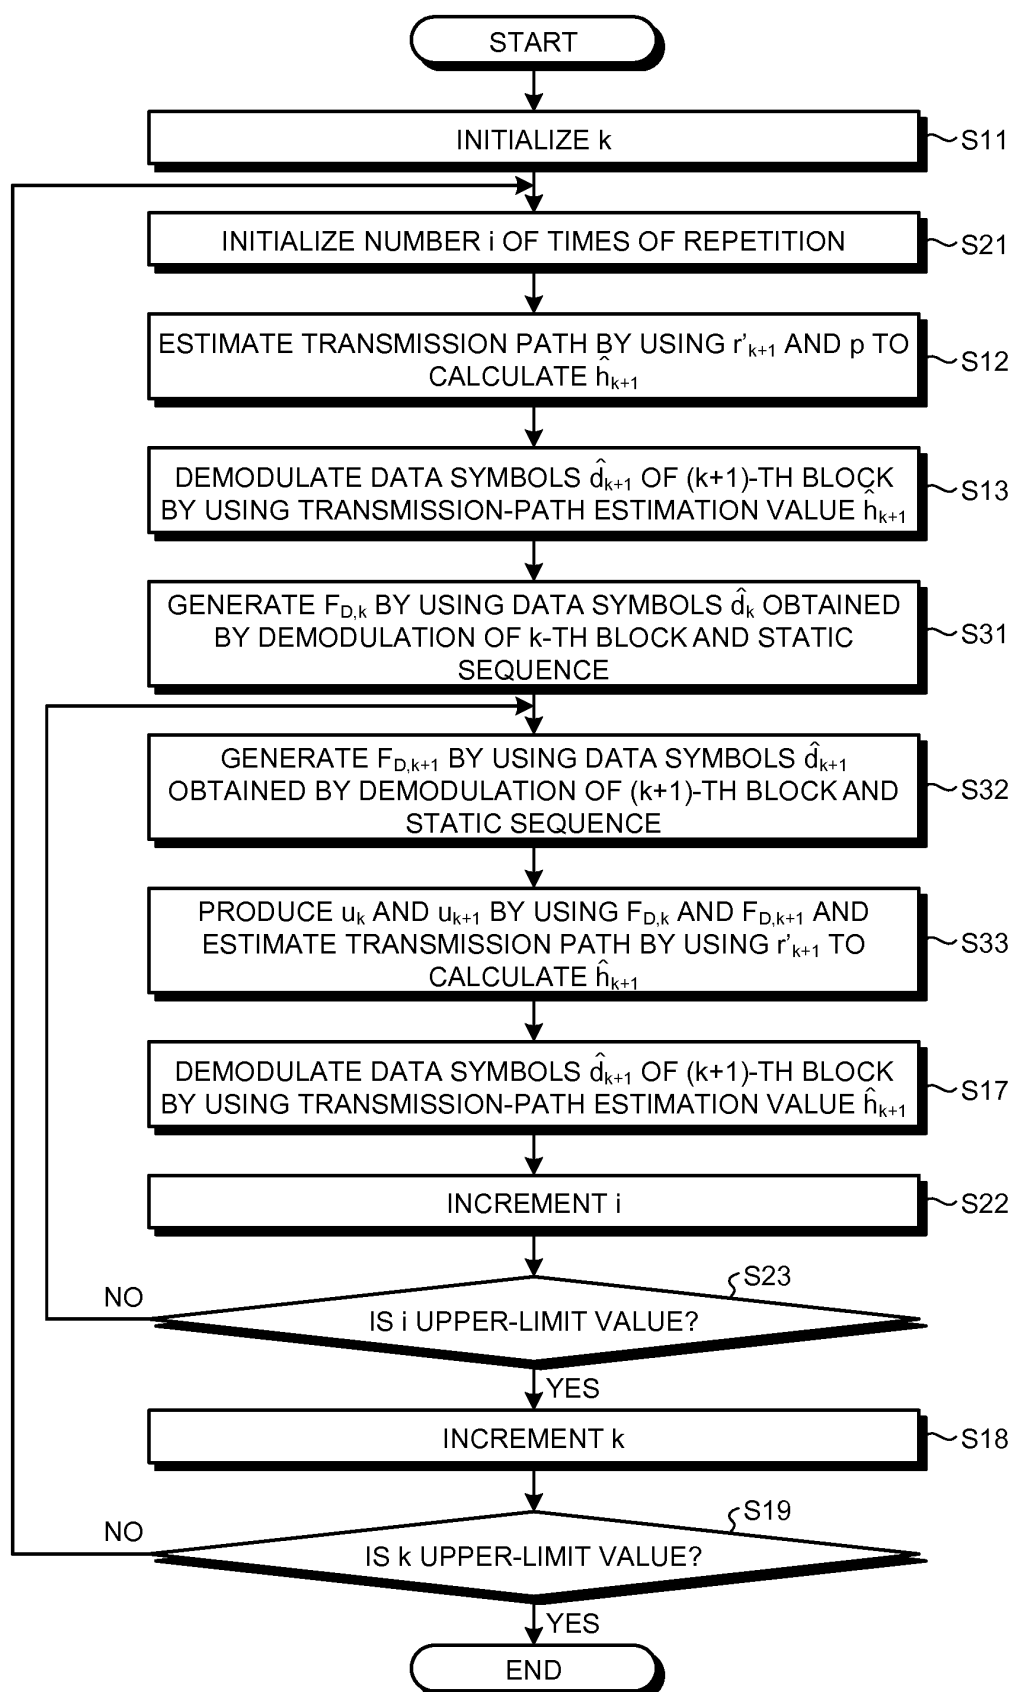 START
INITIALIZE k
S11
INITIALIZE NUMBER i OF TIMES OF REPETITION
S21
ESTIMATE TRANSMISSION PATH BY USING r'ₖ₊₁ AND p TO
CALCULATE ĥₖ₊₁
S12
DEMODULATE DATA SYMBOLS d̂ₖ₊₁ OF (k+1)-TH BLOCK
BY USING TRANSMISSION-PATH ESTIMATION VALUE ĥₖ₊₁
S13
GENERATE F_D,k BY USING DATA SYMBOLS d̂ₖ OBTAINED
BY DEMODULATION OF k-TH BLOCK AND STATIC
SEQUENCE
S31
GENERATE F_D,k+1 BY USING DATA SYMBOLS d̂ₖ₊₁
OBTAINED BY DEMODULATION OF (k+1)-TH BLOCK AND
STATIC SEQUENCE
S32
PRODUCE uₖ AND uₖ₊₁ BY USING F_D,k AND F_D,k+1 AND
ESTIMATE TRANSMISSION PATH BY USING r'ₖ₊₁ TO
CALCULATE ĥₖ₊₁
S33
DEMODULATE DATA SYMBOLS d̂ₖ₊₁ OF (k+1)-TH BLOCK
BY USING TRANSMISSION-PATH ESTIMATION VALUE ĥₖ₊₁
S17
INCREMENT i
S22
S23
NO
IS i UPPER-LIMIT VALUE?
YES
INCREMENT k
S18
S19
NO
IS k UPPER-LIMIT VALUE?
YES
END